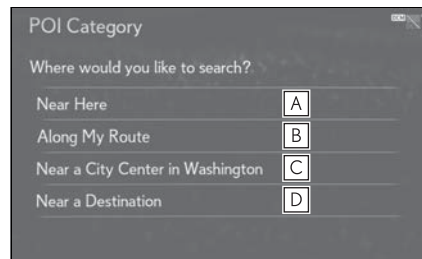 POI Category
DCM
Where would you like to search?
Near Here A
Along My Route B
Near a City Center in Washington C
Near a Destination D